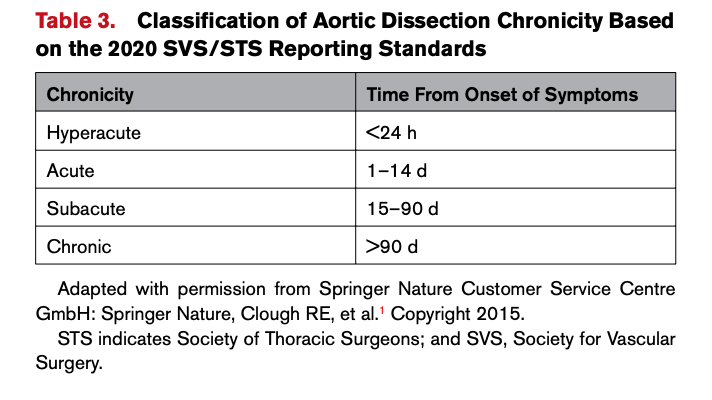 Table 3. Classification of Aortic Dissection Chronicity Based
on the 2020 SVS/STS Reporting Standards
Chronicity Time From Onset of Symptoms
Hyperacute <24 h
Acute 1–14 d
Subacute 15–90 d
Chronic >90 d
Adapted with permission from Springer Nature Customer Service Centre
GmbH: Springer Nature, Clough RE, et al.¹ Copyright 2015.
STS indicates Society of Thoracic Surgeons; and SVS, Society for Vascular
Surgery.